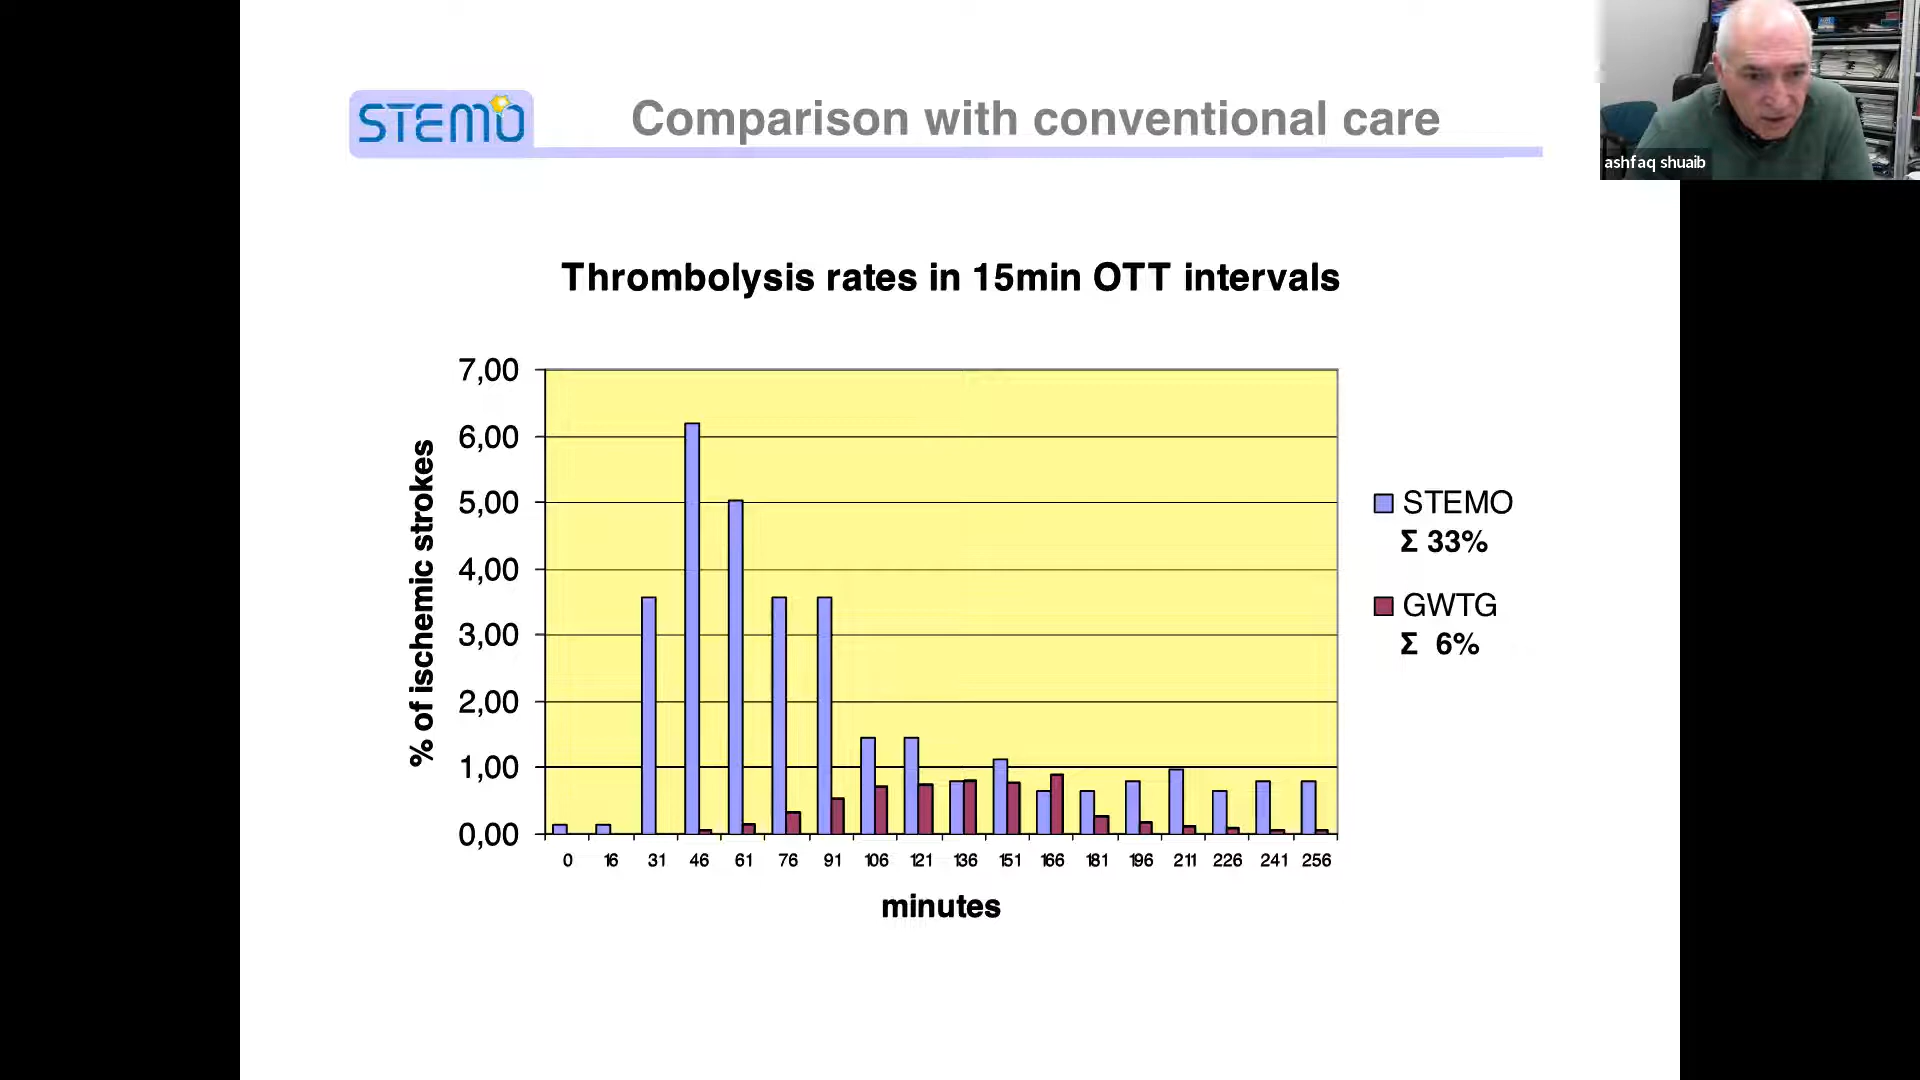 STEMO
Comparison with conventional care
ashfaq shuaib
Thrombolysis rates in 15min OTT intervals
7,00
6,00
5,00
4,00
3,00
2,00
1,00
0,00
% of ischemic strokes
0 16 31 46 61 76 91 106 121 136 151 166 181 196 211 226 241 256
minutes
STEMO
Σ 33%
GWTG
Σ 6%